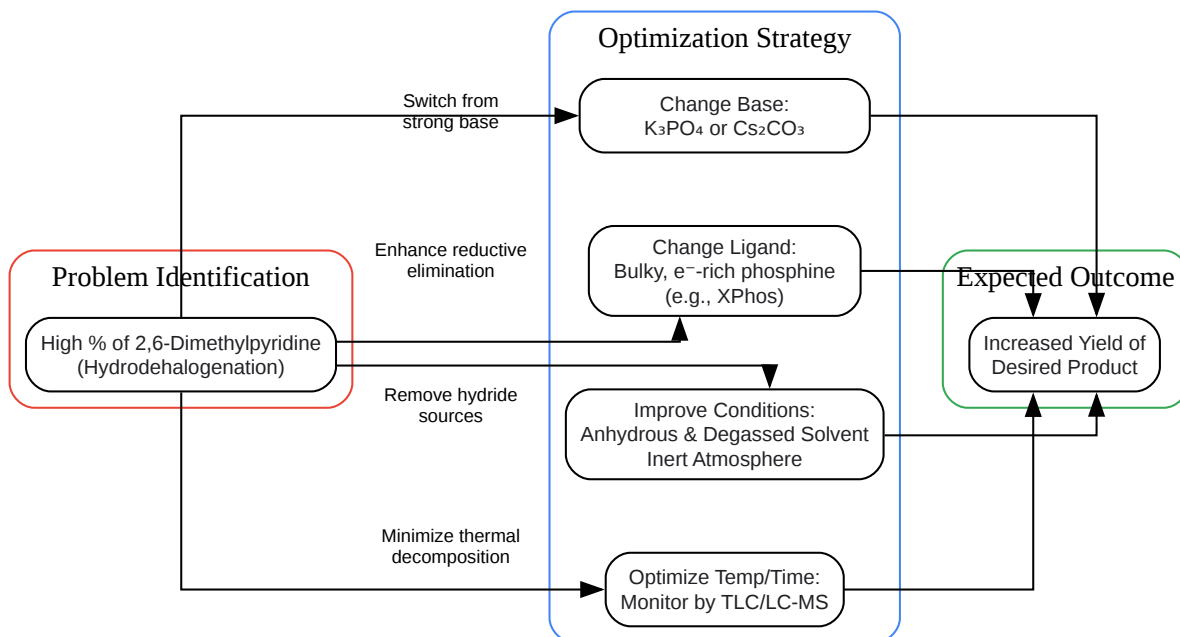 Optimization Strategy
Switch from
strong base
Change Base:
K₃PO₄ or Cs₂CO₃
Enhance reductive
elimination
Change Ligand:
Bulky, e⁻-rich phosphine
(e.g., XPhos)
Problem Identification
High % of 2,6-Dimethylpyridine
(Hydrodehalogenation)
Expected Outcome
Increased Yield of
Desired Product
Remove hydride
sources
Improve Conditions:
Anhydrous & Degassed Solvent
Inert Atmosphere
Minimize thermal
decomposition
Optimize Temp/Time:
Monitor by TLC/LC-MS